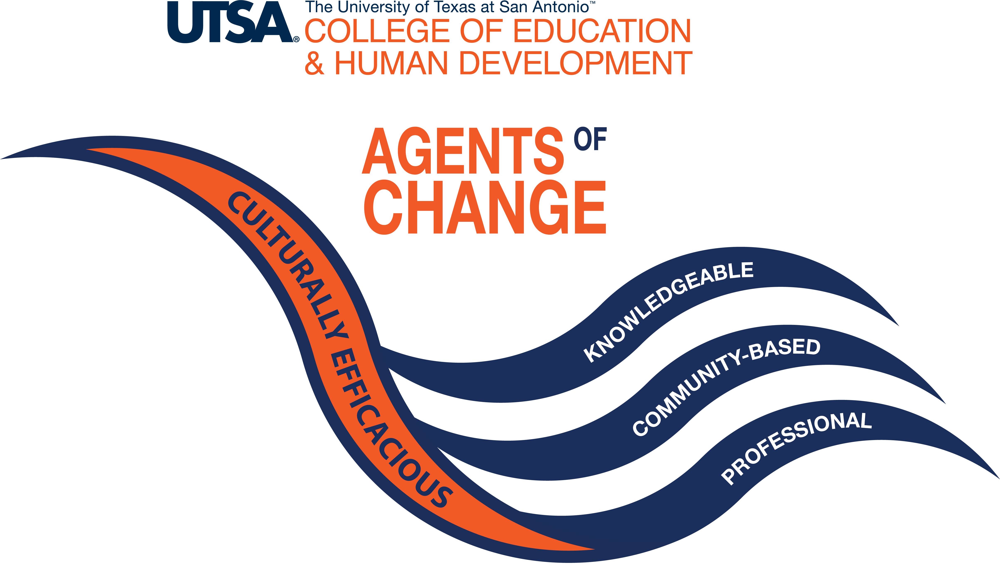 UTSA®
The University of Texas at San Antonio™
COLLEGE OF EDUCATION
& HUMAN DEVELOPMENT
AGENTS OF
CHANGE
CULTURALLY EFFICACIOUS
KNOWLEDGEABLE
COMMUNITY-BASED
PROFESSIONAL